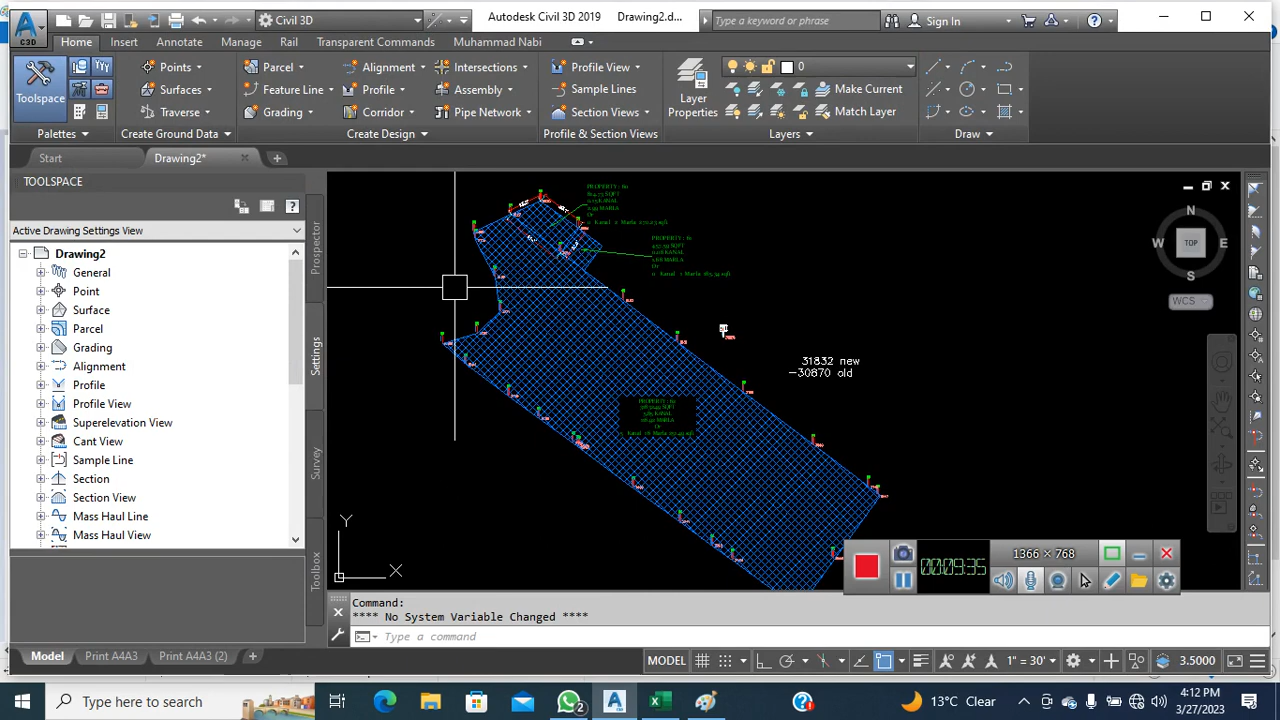 Civil 3D
Autodesk Civil 3D 2019 Drawing2.d...
Type a keyword or phrase
Sign In
C3D
Home Insert Annotate Manage Rail Transparent Commands Muhammad Nabi
Toolspace
Points
Surfaces
Traverse
Parcel
Feature Line
Grading
Alignment
Profile
Corridor
Intersections
Assembly
Pipe Network
Profile View
Sample Lines
Section Views
Layer Properties
0
Make Current
Match Layer
Palettes
Create Ground Data
Create Design
Profile & Section Views
Layers
Draw
Start
Drawing2*
TOOLSPACE
Active Drawing Settings View
Drawing2
General
Point
Surface
Parcel
Grading
Alignment
Profile
Profile View
Superelevation View
Cant View
Sample Line
Section
Section View
Mass Haul Line
Mass Haul View
Prospector
Settings
Survey
Toolbox
31832 new
-30870 old
N
W TOP E
S
WCS
Y
X
1366 × 768
00:09:35
Command:
**** No System Variable Changed ****
Type a command
Model Print A4A3 Print A4A3 (2)
MODEL
1" = 30'
3.5000
Type here to search
2
13°C Clear
4:12 PM
3/27/2023